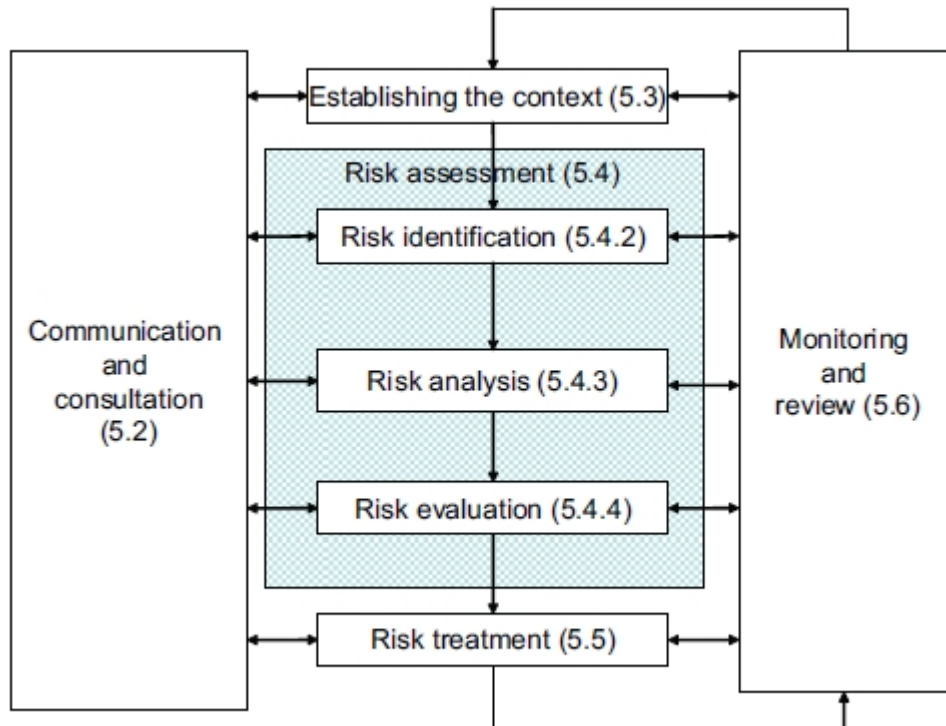 Establishing the context (5.3)
Risk assessment (5.4)
Risk identification (5.4.2)
Communication
and
consultation
(5.2)
Risk analysis (5.4.3)
Monitoring
and
review (5.6)
Risk evaluation (5.4.4)
Risk treatment (5.5)